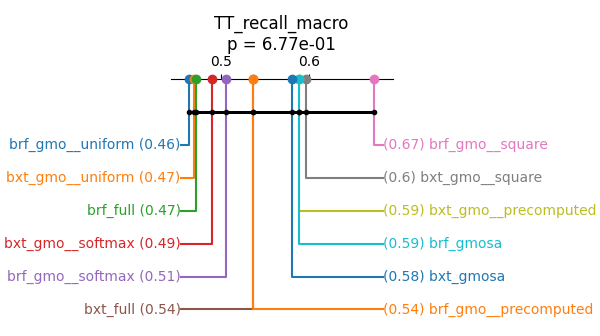 TT_recall_macro
p = 6.77e-01
0.5 0.6
brf_gmo__uniform (0.46) (0.67) brf_gmo__square
bxt_gmo__uniform (0.47) (0.6) bxt_gmo__square
brf_full (0.47) (0.59) bxt_gmo__precomputed
bxt_gmo__softmax (0.49) (0.59) brf_gmosa
brf_gmo__softmax (0.51) (0.58) bxt_gmosa
bxt_full (0.54) (0.54) brf_gmo__precomputed